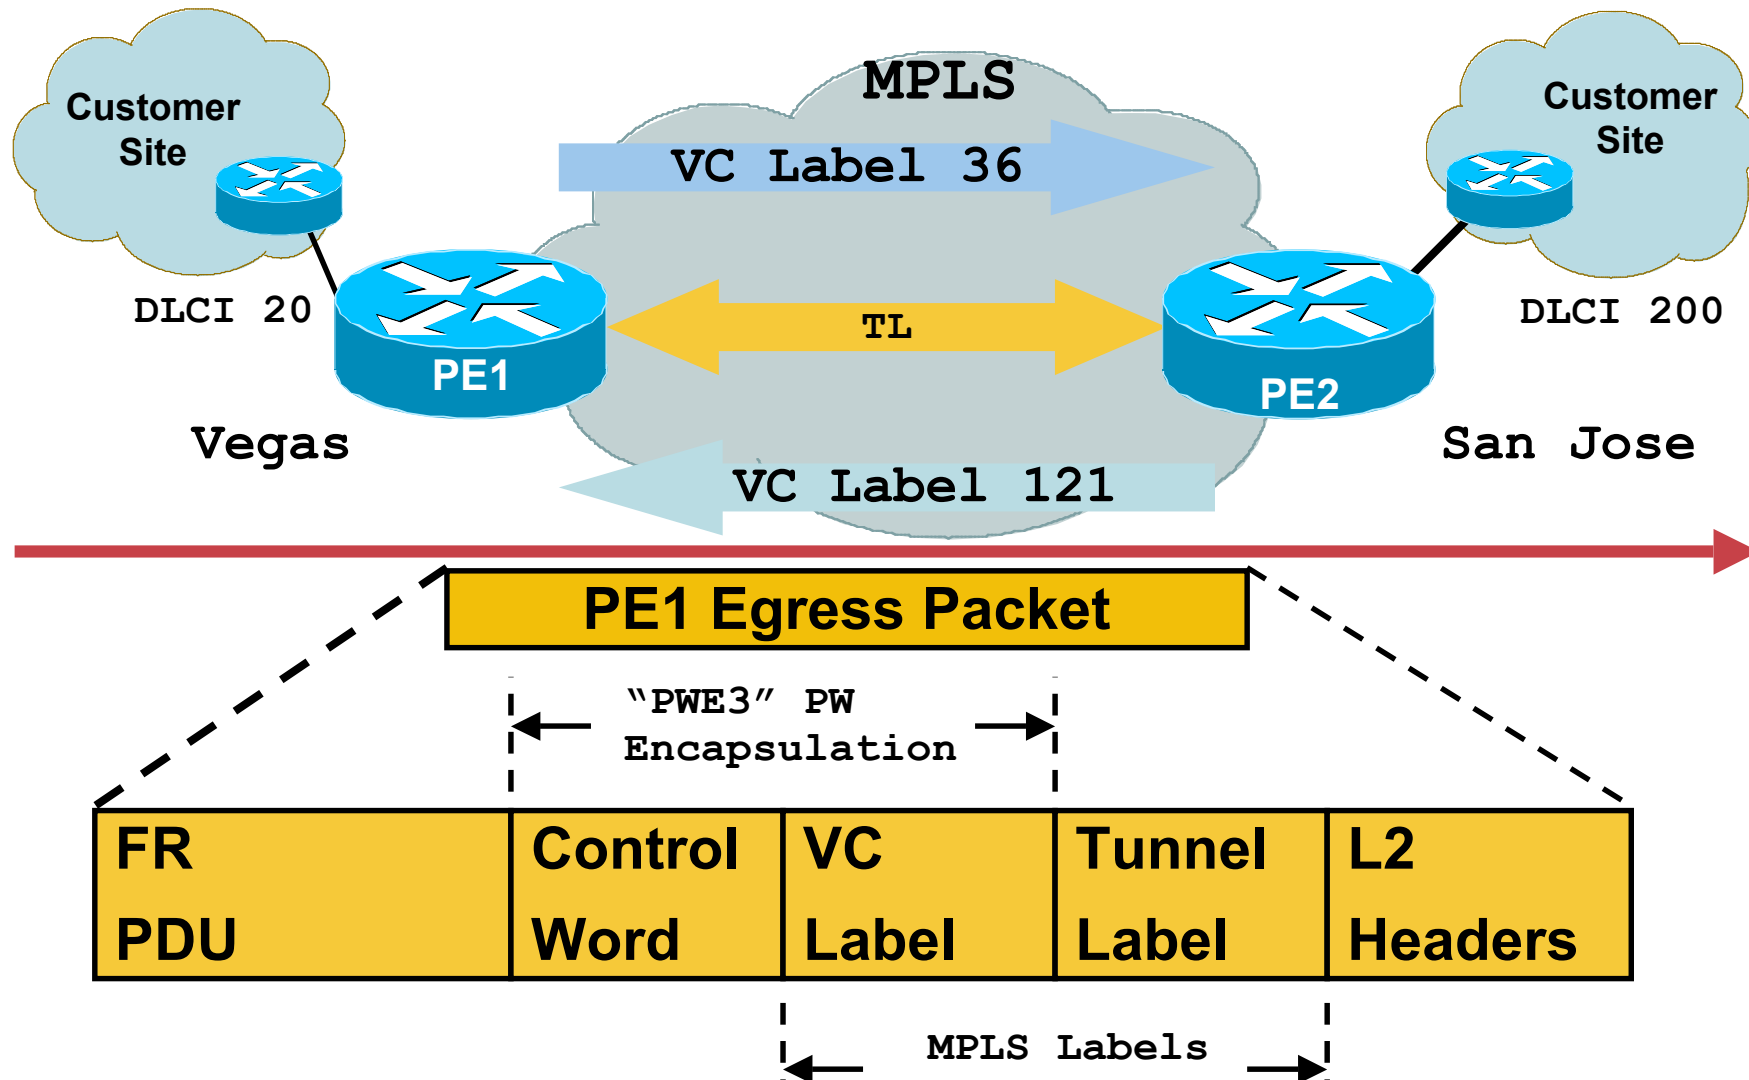 MPLS
Customer
Site
Customer
Site
VC Label 36
DLCI 20
TL
DLCI 200
PE1
PE2
Vegas
San Jose
VC Label 121
PE1 Egress Packet
“PWE3” PW
Encapsulation
FR
PDU
Control
Word
VC
Label
Tunnel
Label
L2
Headers
MPLS Labels